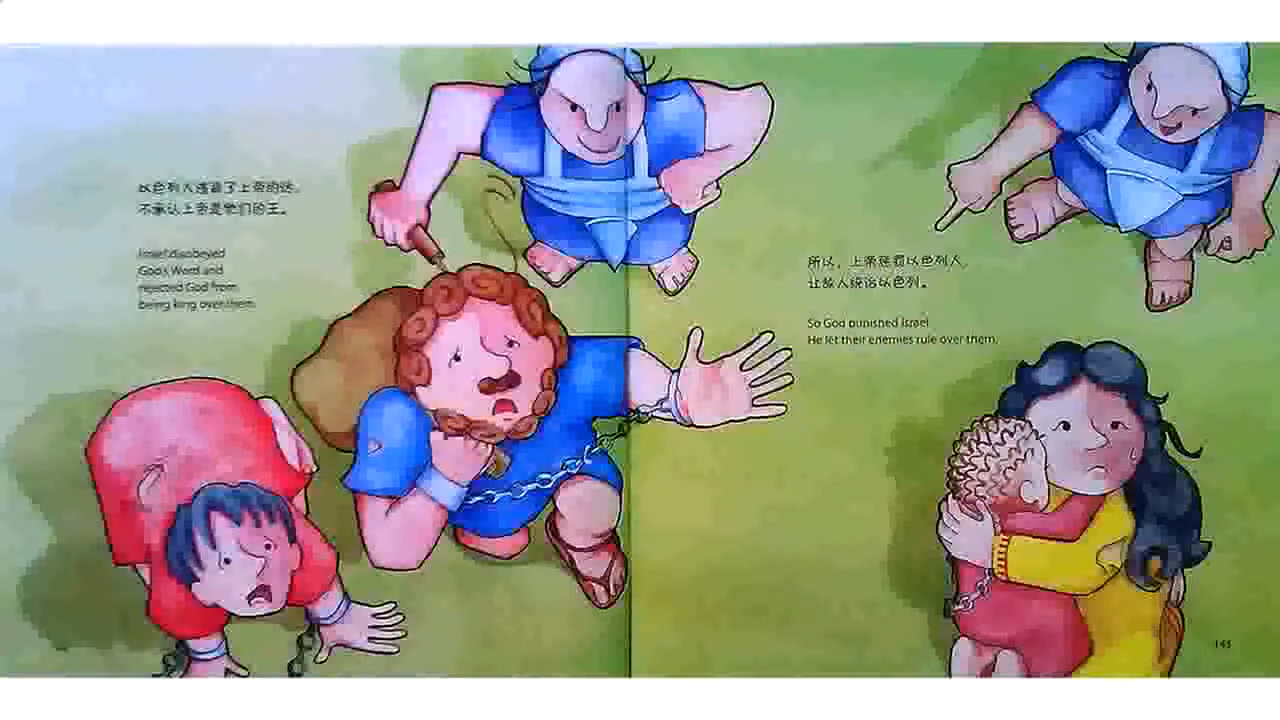 以色列人违背了上帝的话，
不承认上帝是他们的王。
Israel disobeyed
God's Word and
rejected God from
being king over them.
所以，上帝惩罚以色列人，
让敌人统治以色列。
So God punished Israel.
He let their enemies rule over them.
145